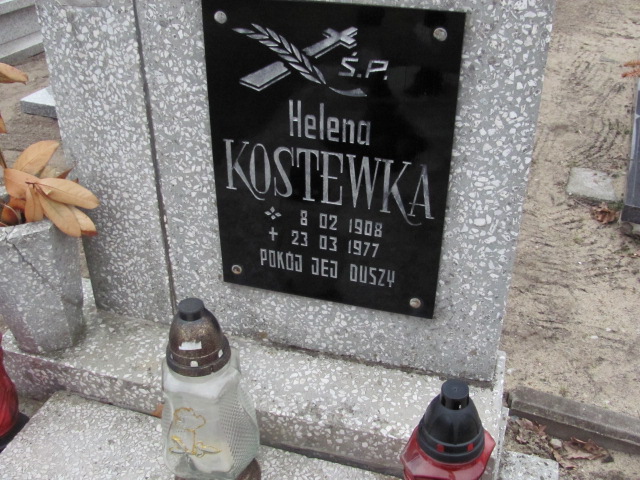 Ś.P.
Helena
KOSTEWKA
8 02 1908
23 03 1977
POKÓJ JEJ DUSZY